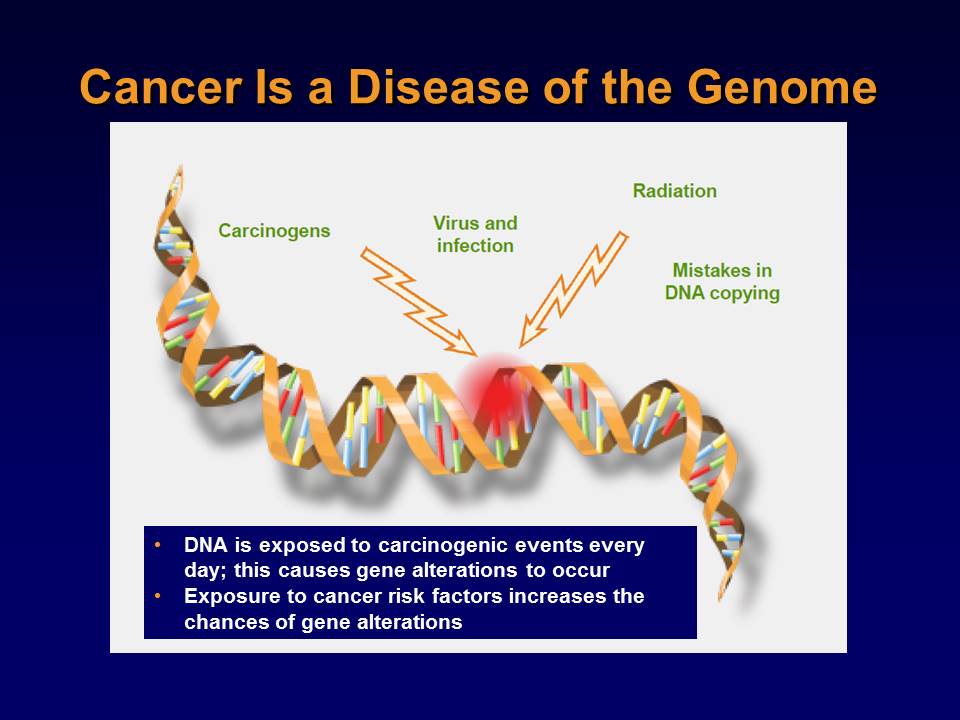 Cancer Is a Disease of the Genome
Radiation
Carcinogens
Virus and
infection
Mistakes in
DNA copying
• DNA is exposed to carcinogenic events every
day; this causes gene alterations to occur
• Exposure to cancer risk factors increases the
chances of gene alterations